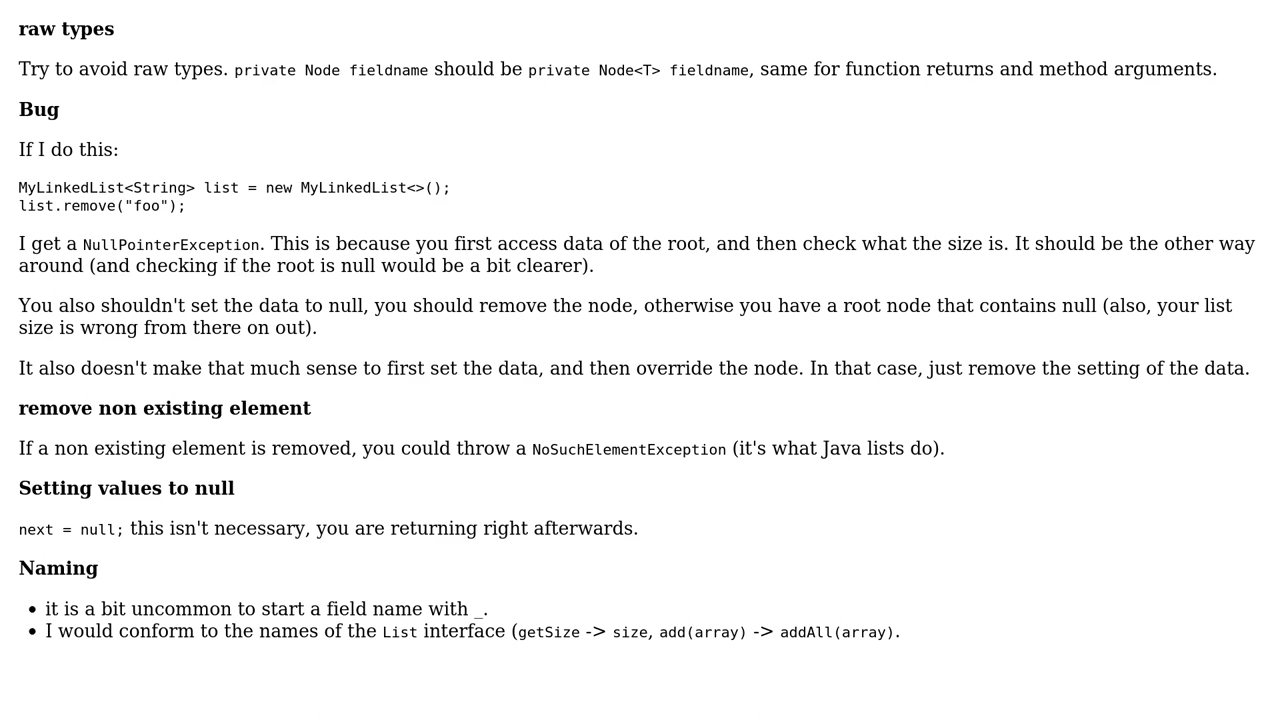 raw types
Try to avoid raw types. private Node fieldname should be private Node<T> fieldname, same for function returns and method arguments.
Bug
If I do this:
MyLinkedList<String> list = new MyLinkedList<>();
list.remove("foo");
I get a NullPointerException. This is because you first access data of the root, and then check what the size is. It should be the other way
around (and checking if the root is null would be a bit clearer).
You also shouldn't set the data to null, you should remove the node, otherwise you have a root node that contains null (also, your list
size is wrong from there on out).
It also doesn't make that much sense to first set the data, and then override the node. In that case, just remove the setting of the data.
remove non existing element
If a non existing element is removed, you could throw a NoSuchElementException (it's what Java lists do).
Setting values to null
next = null; this isn't necessary, you are returning right afterwards.
Naming
• it is a bit uncommon to start a field name with _.
• I would conform to the names of the List interface (getSize -> size, add(array) -> addAll(array).